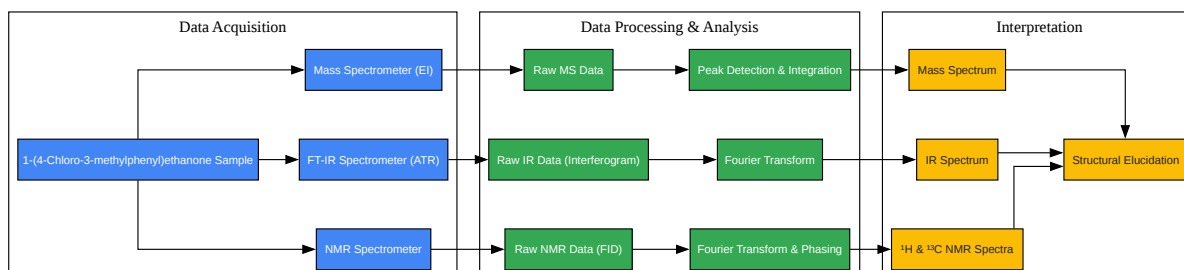 Data Acquisition
Data Processing & Analysis
Interpretation
Mass Spectrometer (EI)
Raw MS Data
Peak Detection & Integration
Mass Spectrum
1-(4-Chloro-3-methylphenyl)ethanone Sample
FT-IR Spectrometer (ATR)
Raw IR Data (Interferogram)
Fourier Transform
IR Spectrum
Structural Elucidation
NMR Spectrometer
Raw NMR Data (FID)
Fourier Transform & Phasing
¹H & ¹³C NMR Spectra